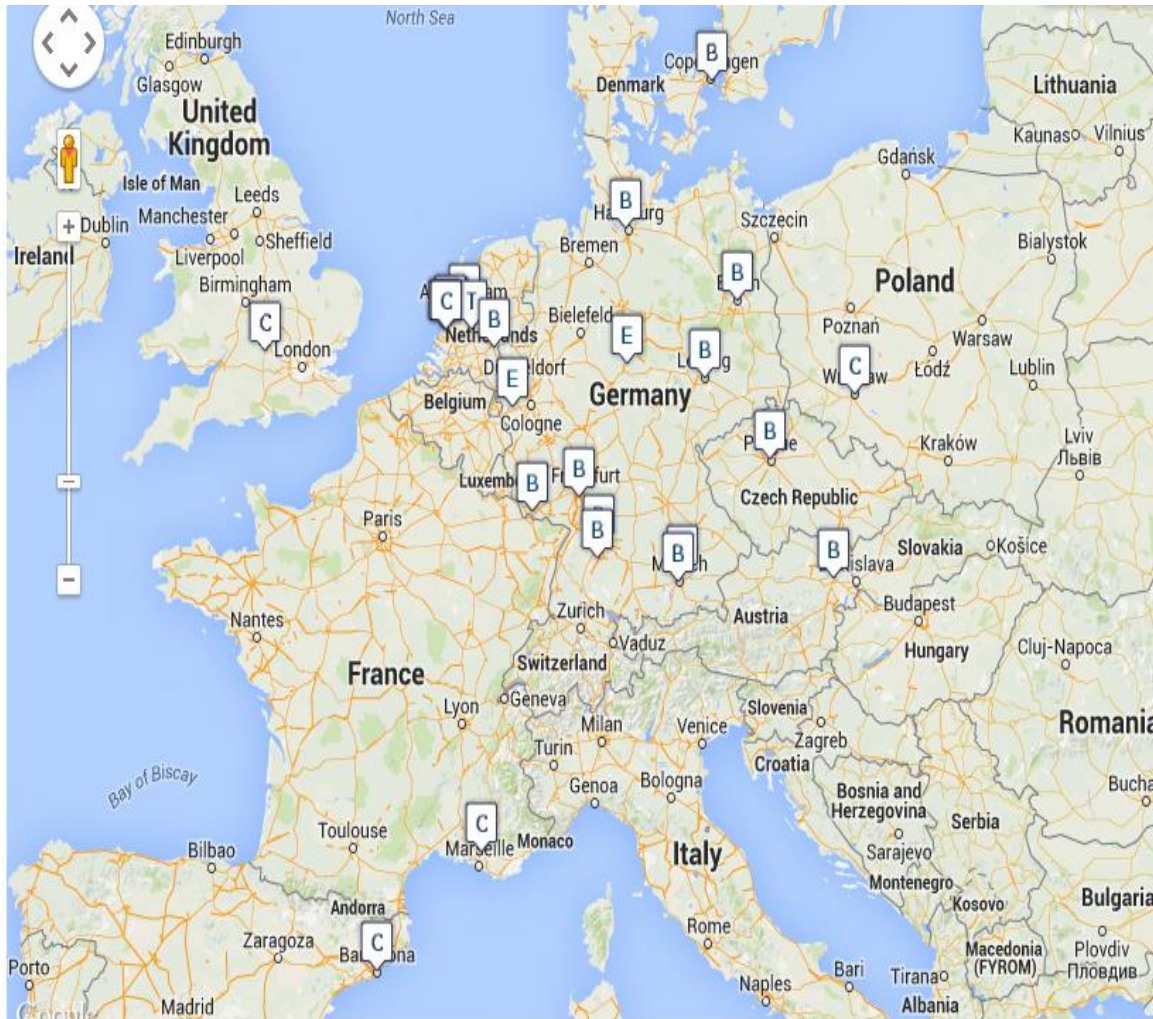 North Sea
Edinburgh
Glasgow
United
Kingdom
Denmark
B
Lithuania
Kaunas
Vilnius
Gdańsk
Isle of Man
Leeds
B
Szczecin
Dublin
Manchester
Sheffield
Bremen
Bialystok
Ireland
Liverpool
B
Birmingham
Poland
C
T
B
Bielefeld
Poznań
C
E
Warsaw
London
B
C
Łódź
Lublin
E
Belgium
Germany
Cologne
B
Kraków
Lviv
Львів
B
B
Czech Republic
Paris
B
B
B
Slovakia
Košice
Budapest
Austria
Nantes
Zurich
Vaduz
Hungary
Cluj-Napoca
Switzerland
France
Geneva
Slovenia
Lyon
Milan
Venice
Zagreb
Romania
Turin
Croatia
Bay of Biscay
Genoa
Bologna
Bosnia and
Herzegovina
Serbia
C
Toulouse
Monaco
Bilbao
Marseille
Italy
Sarajevo
Montenegro
Kosovo
Bulgaria
Andorra
Zaragoza
C
Rome
Macedonia
(FYROM)
Plovdiv
Пловдив
Porto
Bari
Tirana
Naples
Madrid
Albania
Google